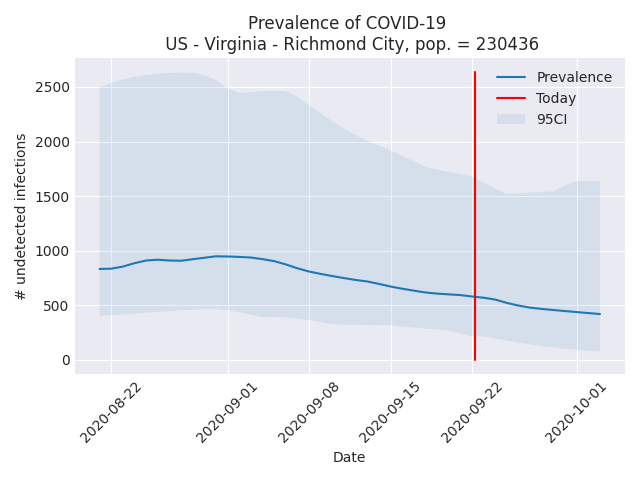 Prevalence of COVID-19
US - Virginia - Richmond City, pop. = 230436
Prevalence
Today
95CI
# undetected infections
2500
2000
1500
1000
500
0
2020-08-22
2020-09-01
2020-09-08
2020-09-15
2020-09-22
2020-10-01
Date